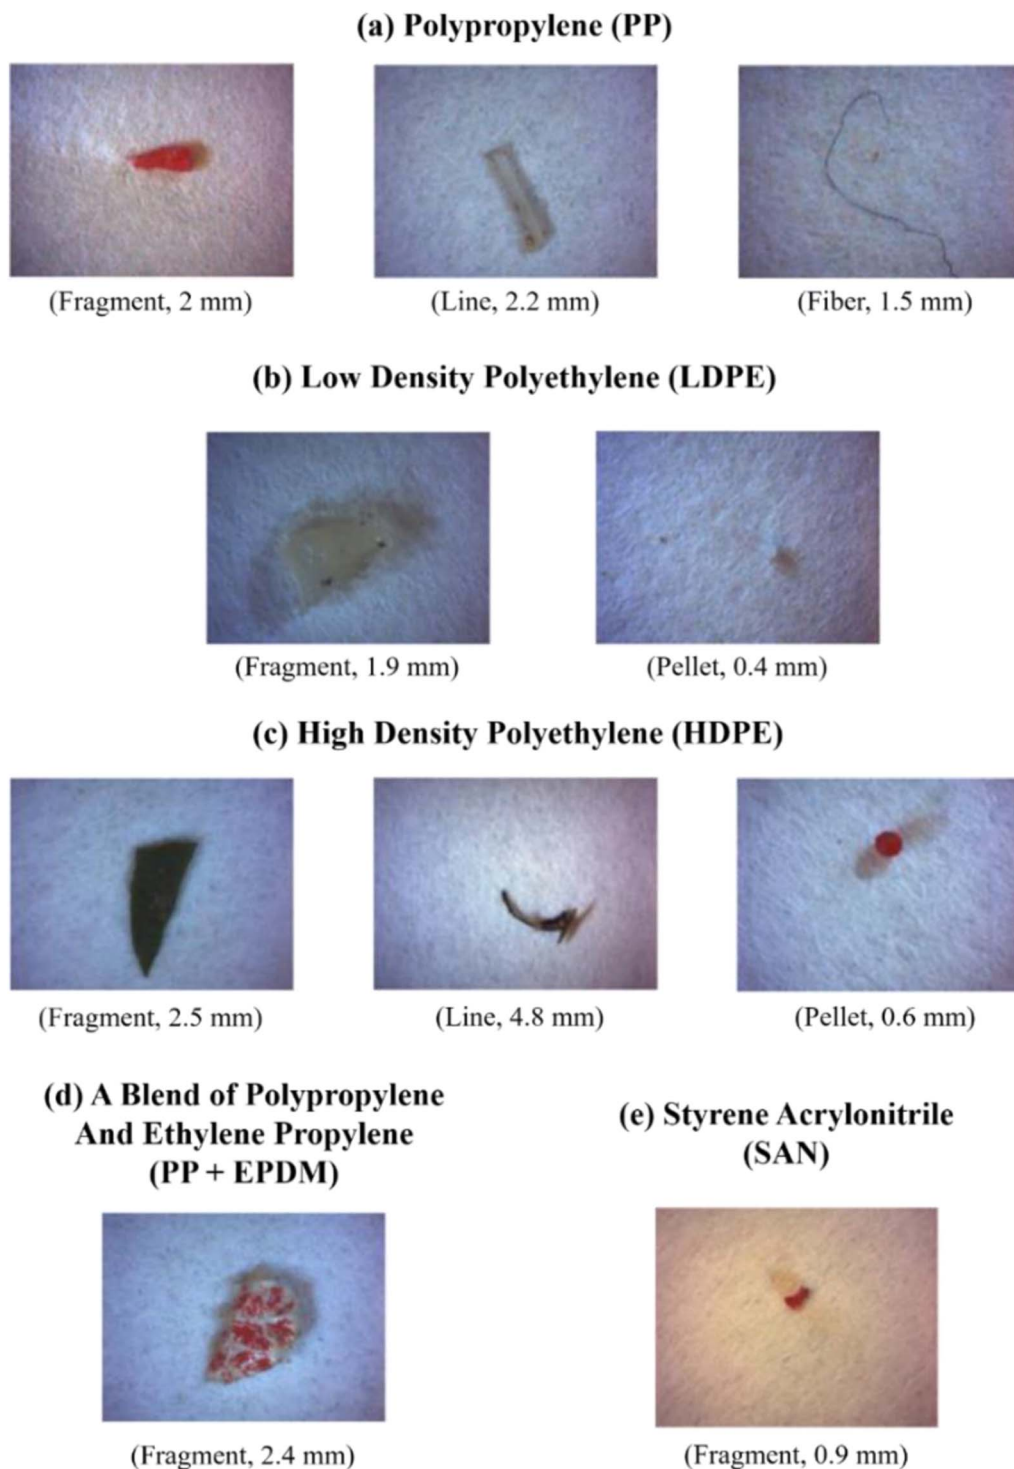 (a) Polypropylene (PP)
(Fragment, 2 mm)
(Line, 2.2 mm)
(Fiber, 1.5 mm)
(b) Low Density Polyethylene (LDPE)
(Fragment, 1.9 mm)
(Pellet, 0.4 mm)
(c) High Density Polyethylene (HDPE)
(Fragment, 2.5 mm)
(Line, 4.8 mm)
(Pellet, 0.6 mm)
(d) A Blend of Polypropylene
And Ethylene Propylene
(PP + EPDM)
(e) Styrene Acrylonitrile
(SAN)
(Fragment, 2.4 mm)
(Fragment, 0.9 mm)